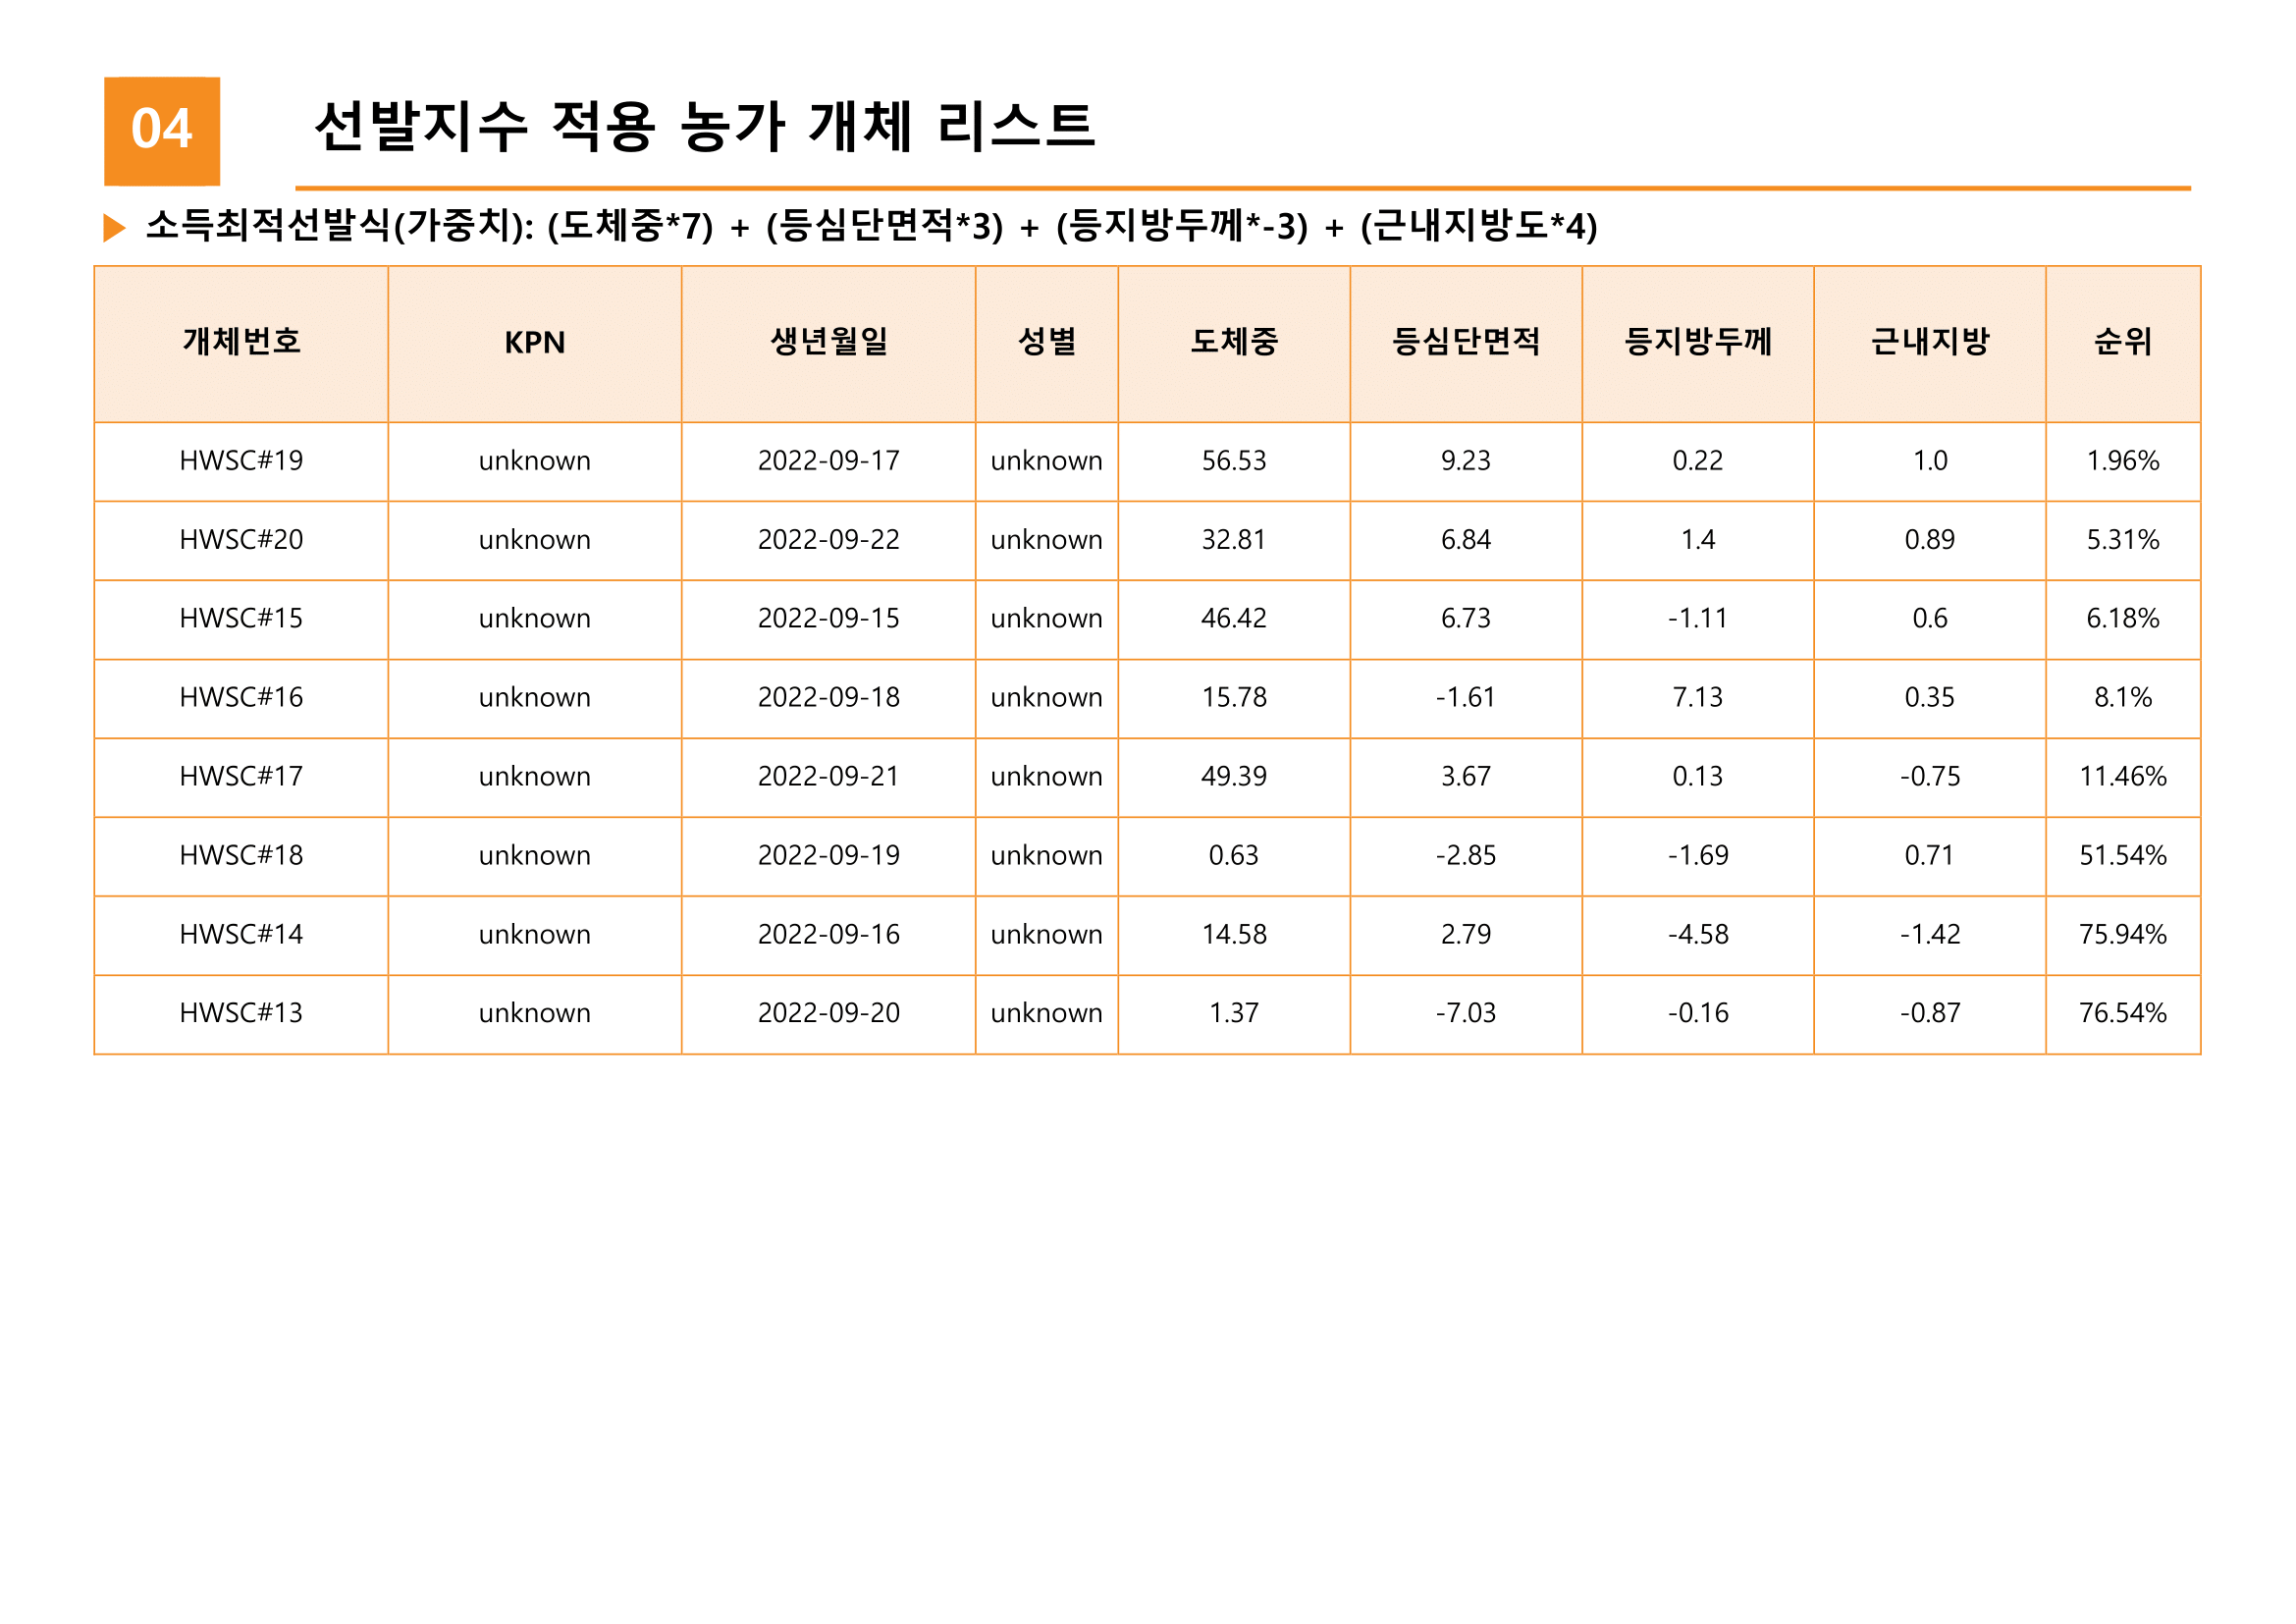 04
선발지수 적용 농가 개체 리스트
소득최적선발식(가중치): (도체중*7) + (등심단면적*3) + (등지방두께*-3) + (근내지방도*4)
개체번호 KPN 생년월일 성별 도체중 등심단면적 등지방두께 근내지방 순위
HWSC#19 unknown 2022-09-17 unknown 56.53 9.23 0.22 1.0 1.96%
HWSC#20 unknown 2022-09-22 unknown 32.81 6.84 1.4 0.89 5.31%
HWSC#15 unknown 2022-09-15 unknown 46.42 6.73 -1.11 0.6 6.18%
HWSC#16 unknown 2022-09-18 unknown 15.78 -1.61 7.13 0.35 8.1%
HWSC#17 unknown 2022-09-21 unknown 49.39 3.67 0.13 -0.75 11.46%
HWSC#18 unknown 2022-09-19 unknown 0.63 -2.85 -1.69 0.71 51.54%
HWSC#14 unknown 2022-09-16 unknown 14.58 2.79 -4.58 -1.42 75.94%
HWSC#13 unknown 2022-09-20 unknown 1.37 -7.03 -0.16 -0.87 76.54%